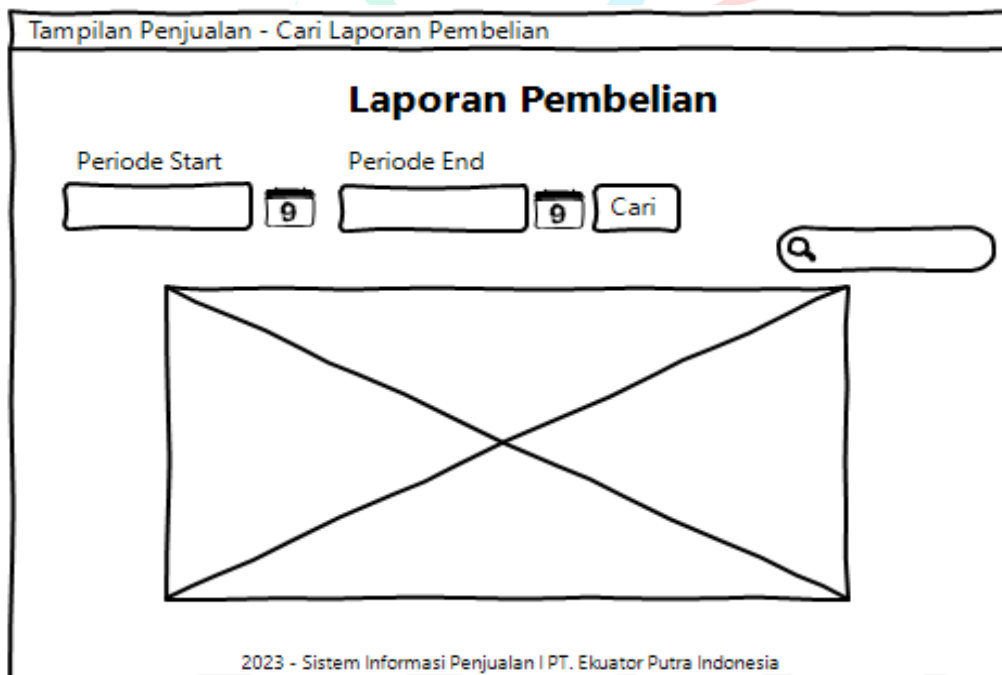 Tampilan Penjualan - Cari Laporan Pembelian
Laporan Pembelian
Periode Start Periode End
9 9 Cari
2023 - Sistem Informasi Penjualan I PT. Ekuator Putra Indonesia